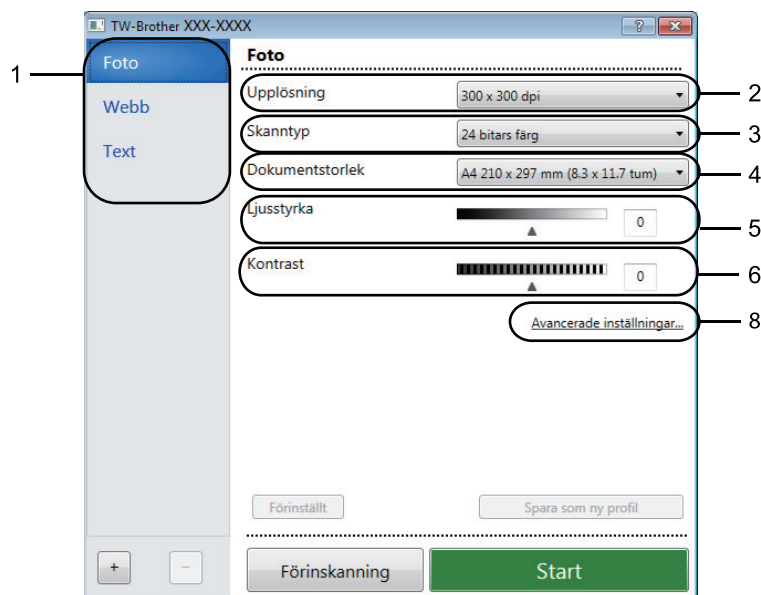 TW-Brother XXX-XXXX
?
1
Foto
Webb
Text
Foto
Upplösning
300 x 300 dpi
2
Skanntyp
24 bitars färg
3
Dokumentstorlek
A4 210 x 297 mm (8.3 x 11.7 tum)
4
Ljusstyrka
0
5
Kontrast
0
6
Avancerade inställningar...
8
Förinställt
Spara som ny profil
+
-
Förinskanning
Start